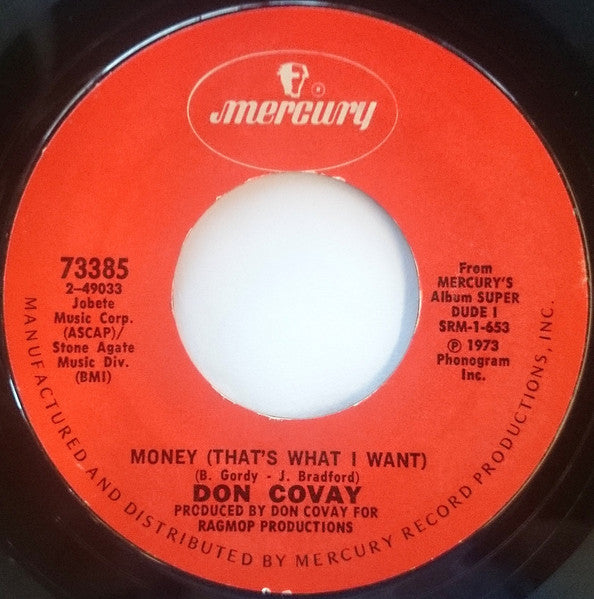 mercury
73385
2-49033
Jobete
Music Corp.
(ASCAP)/
Stone Agate
Music Div.
(BMI)
From
MERCURY'S
Album SUPER
DUDE I
SRM-1-653
℗ 1973
Phonogram
Inc.
MONEY (THAT'S WHAT I WANT)
(B. Gordy - J. Bradford)
DON COVAY
PRODUCED BY DON COVAY FOR
RAGMOP PRODUCTIONS
MANUFACTURED AND DISTRIBUTED BY MERCURY RECORD PRODUCTIONS, INC.